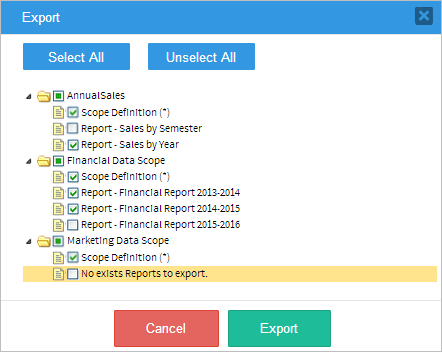 Export
Select All Unselect All
AnnualSales
Scope Definition (*)
Report - Sales by Semester
Report - Sales by Year
Financial Data Scope
Scope Definition (*)
Report - Financial Report 2013-2014
Report - Financial Report 2014-2015
Report - Financial Report 2015-2016
Marketing Data Scope
Scope Definition (*)
No exists Reports to export.
Cancel Export